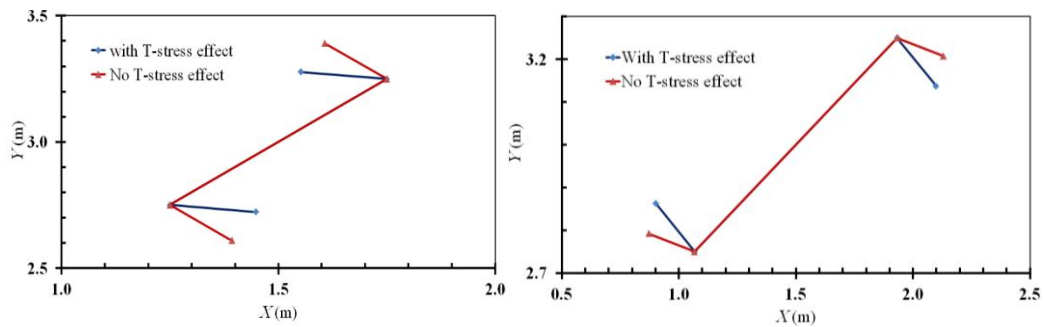 3.5
with T-stress effect
No T-stress effect
3.0
Y(m)
2.5
1.0
1.5
2.0
X(m)
3.2
With T-stress effect
No T-stress effect
Y(m)
2.7
0.5
1.0
1.5
2.0
2.5
X(m)